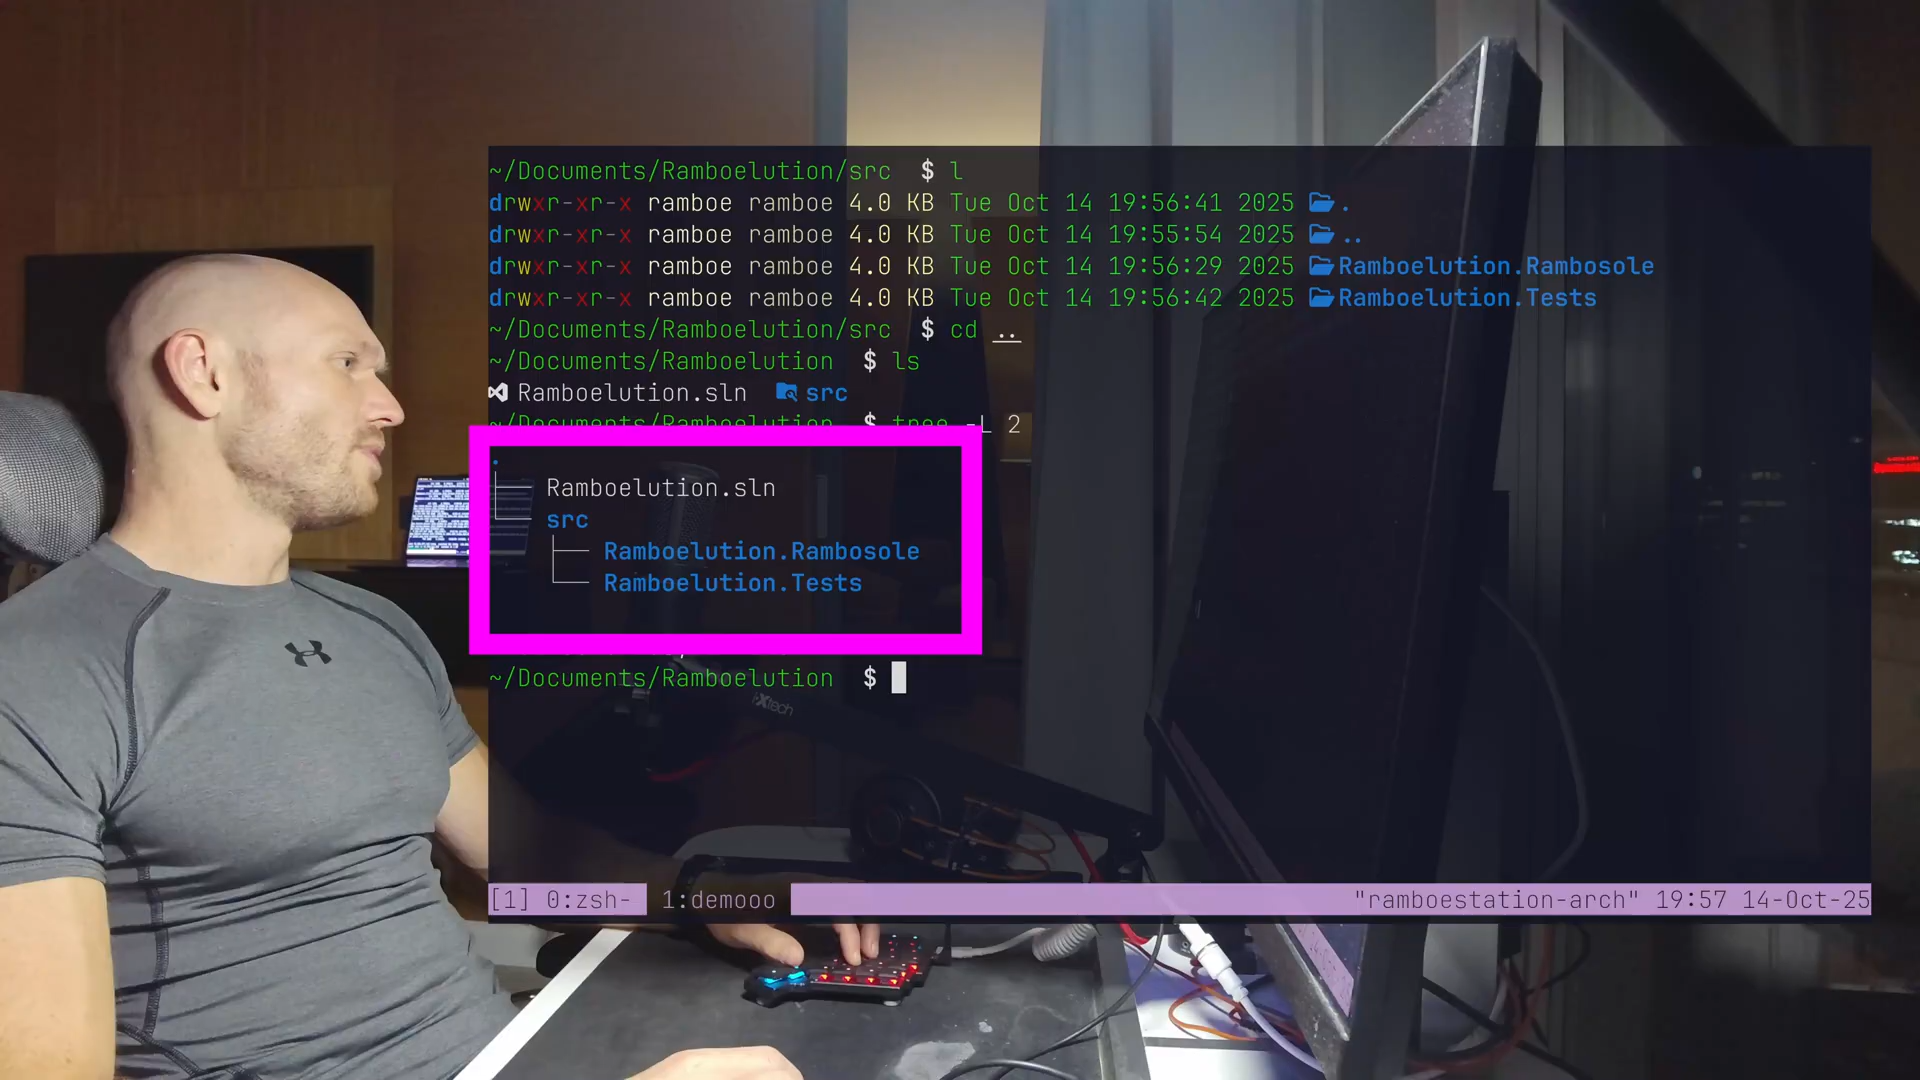 ~/Documents/Ramboelution/src $ l
drwxr-xr-x ramboe ramboe 4.0 KB Tue Oct 14 19:56:41 2025 .
drwxr-xr-x ramboe ramboe 4.0 KB Tue Oct 14 19:55:54 2025 ..
drwxr-xr-x ramboe ramboe 4.0 KB Tue Oct 14 19:56:29 2025 Ramboelution.Rambosole
drwxr-xr-x ramboe ramboe 4.0 KB Tue Oct 14 19:56:42 2025 Ramboelution.Tests
~/Documents/Ramboelution/src $ cd ..
~/Documents/Ramboelution $ ls
Ramboelution.sln src
~/Documents/Ramboelution $ tree -L 2
.
├── Ramboelution.sln
└── src
├── Ramboelution.Rambosole
└── Ramboelution.Tests
~/Documents/Ramboelution $
[1] 0:zsh- 1:demooo "ramboestation-arch" 19:57 14-Oct-25